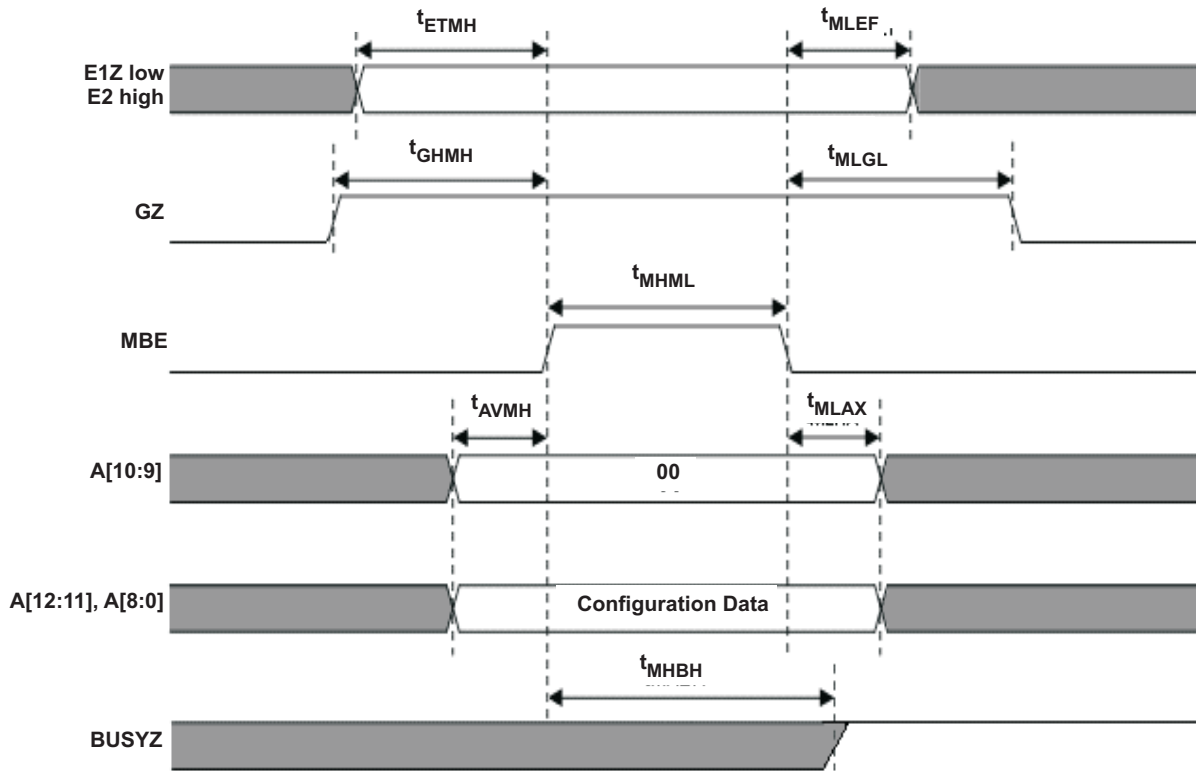 tETMH
tMLEF
E1Z low
E2 high
tGHMH
tMLGL
GZ
tMHML
MBE
tAVMH
tMLAX
A[10:9]
00
A[12:11], A[8:0]
Configuration Data
tMHBH
BUSYZ